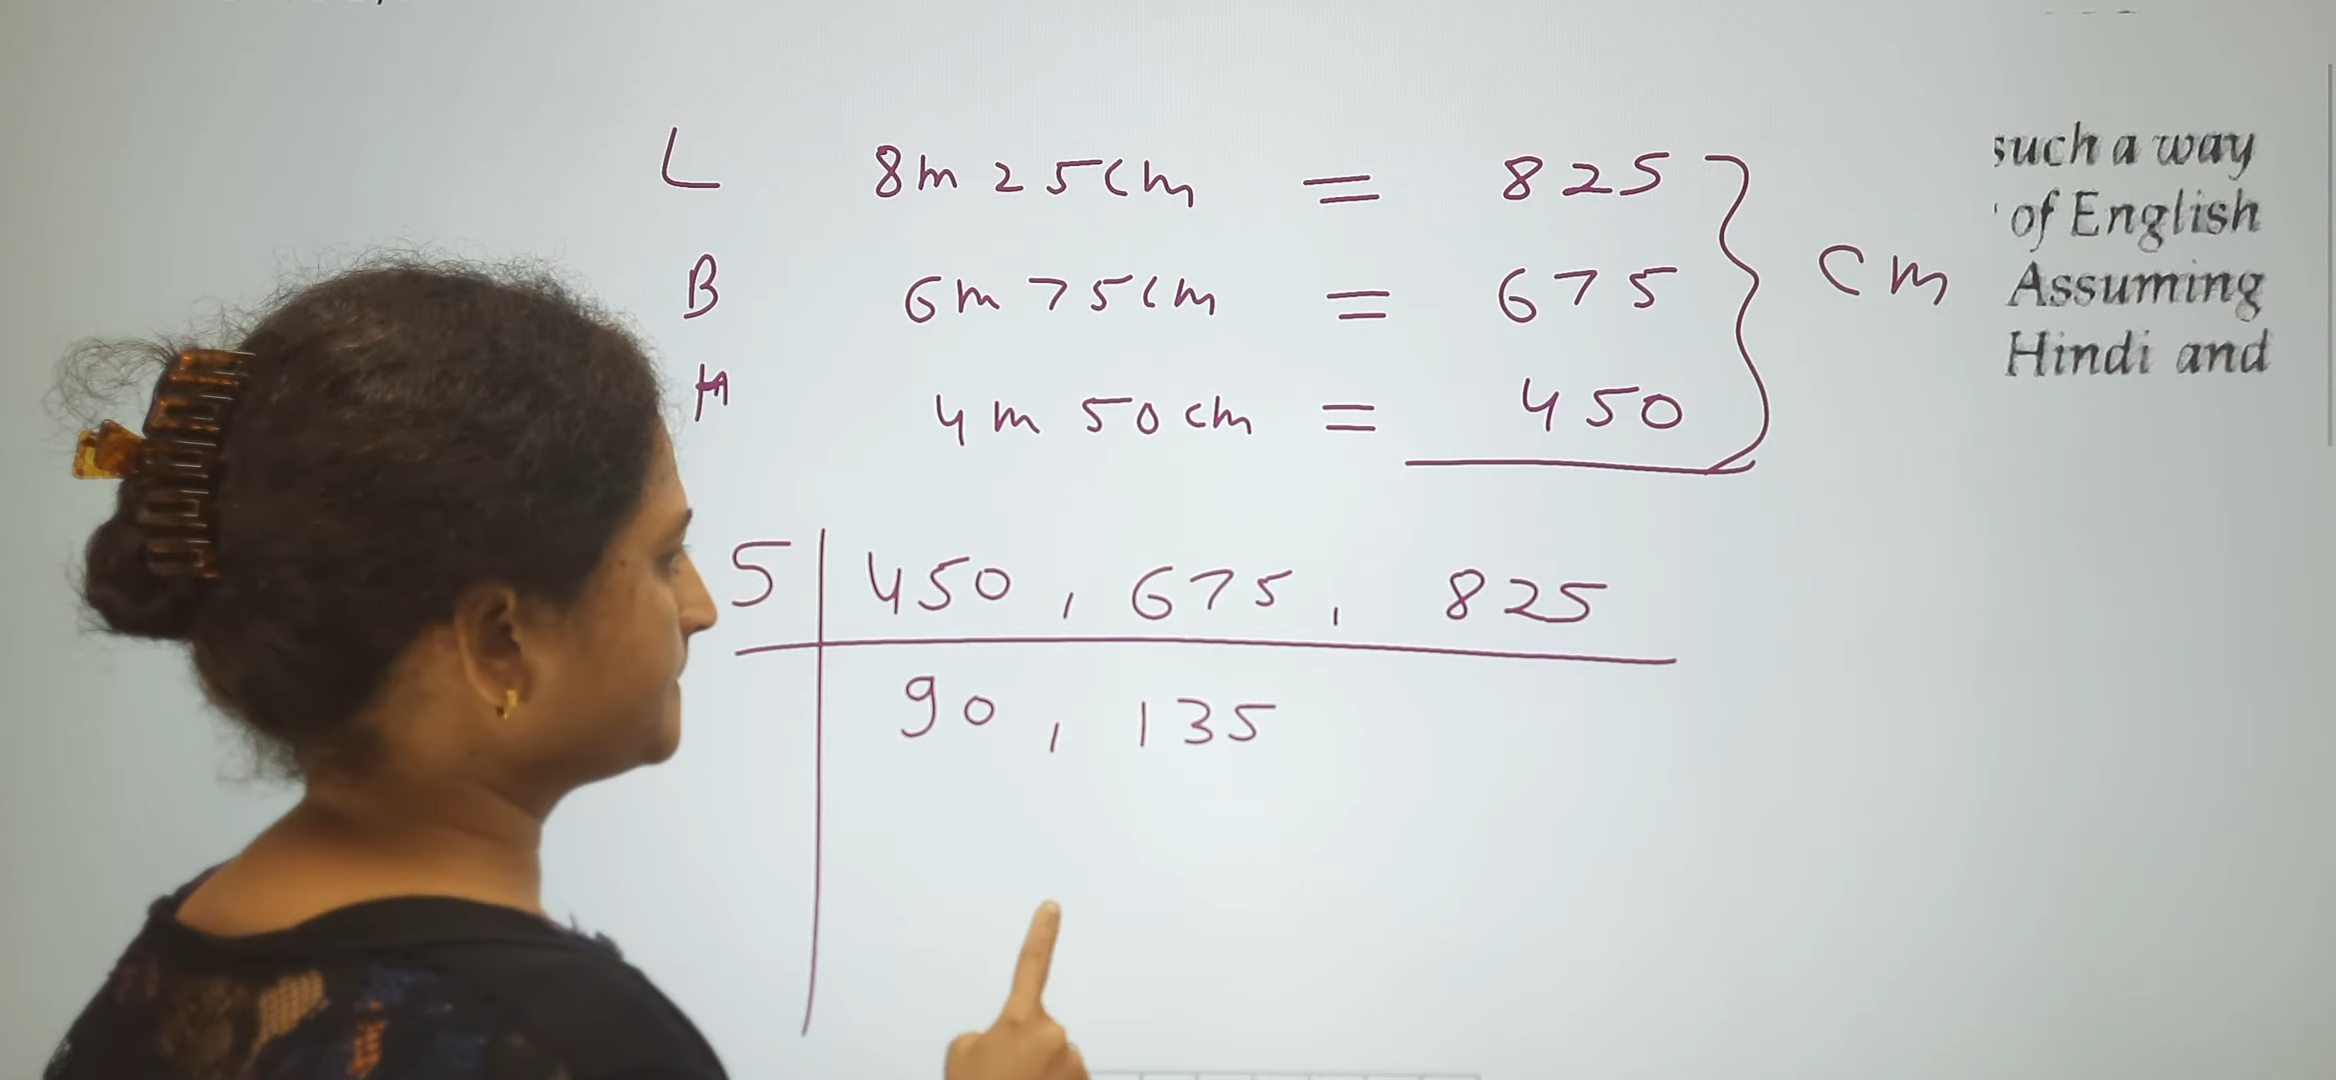 L 8m 25cm = 825
B 6m 75cm = 675
H 4m 50cm = 450
cm
5 450, 675, 825
90, 135
such a way
of English
Assuming
Hindi and